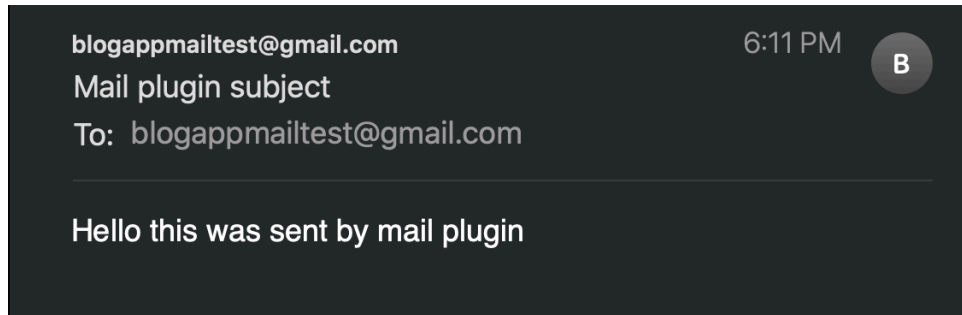 blogappmailtest@gmail.com
6:11 PM
B
Mail plugin subject
To: blogappmailtest@gmail.com
Hello this was sent by mail plugin